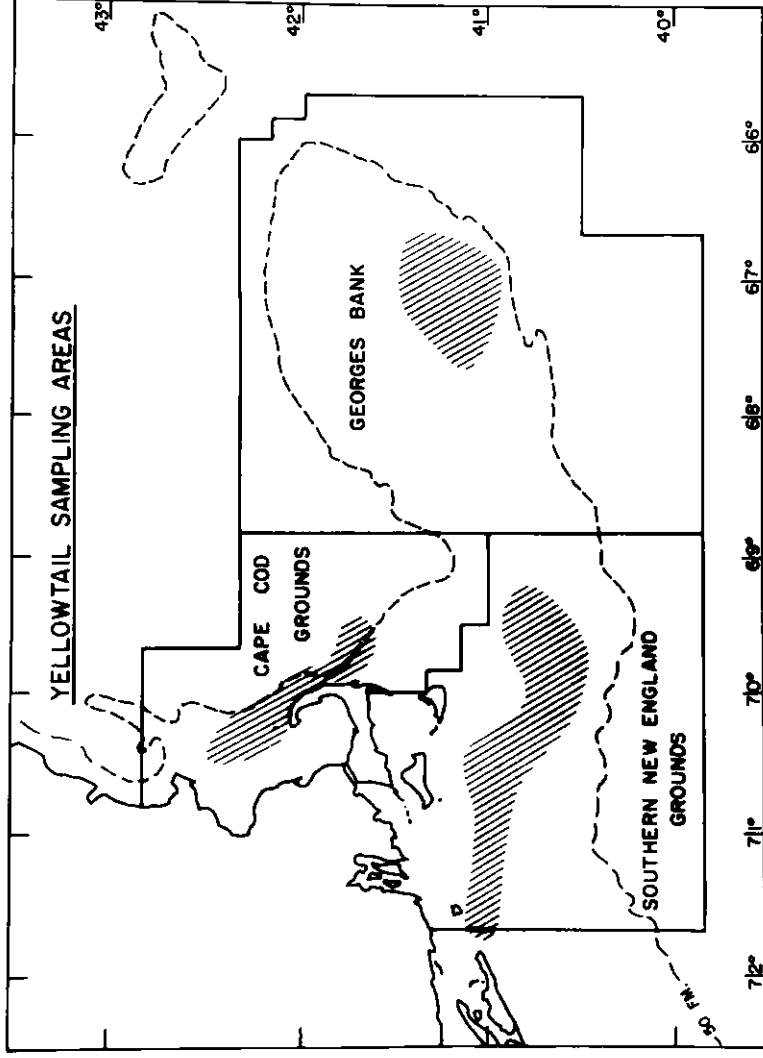 YELLOWTAIL SAMPLING AREAS
43°
42°
41°
40°
CAPE COD
GROUNDS
GEORGES BANK
SOUTHERN NEW ENGLAND
GROUNDS
50 FM.
72°
71°
70°
69°
68°
67°
66°